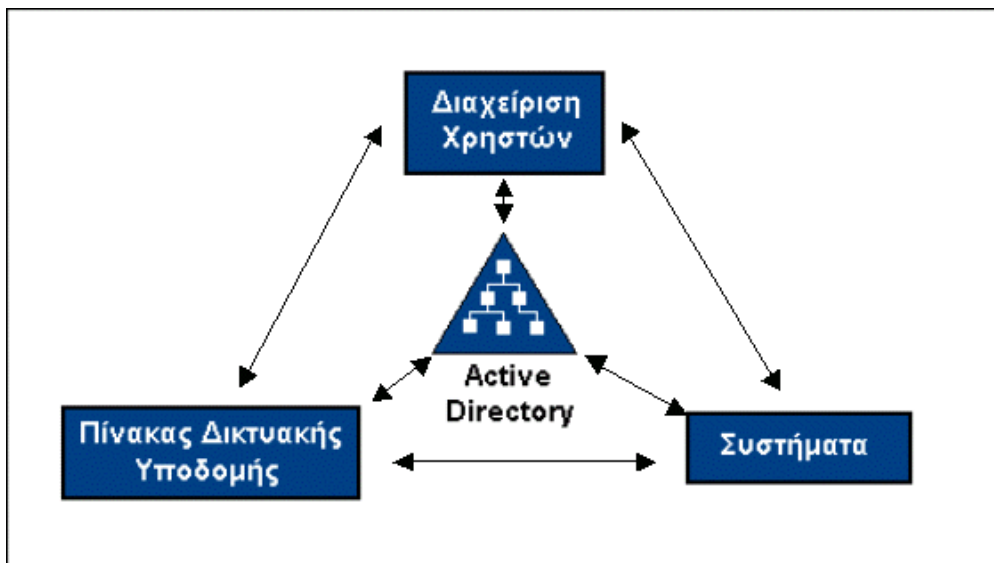 Διαχείριση
Χρηστών
Active
Directory
Πίνακας Δικτυακής
Υποδομής
Συστήματα